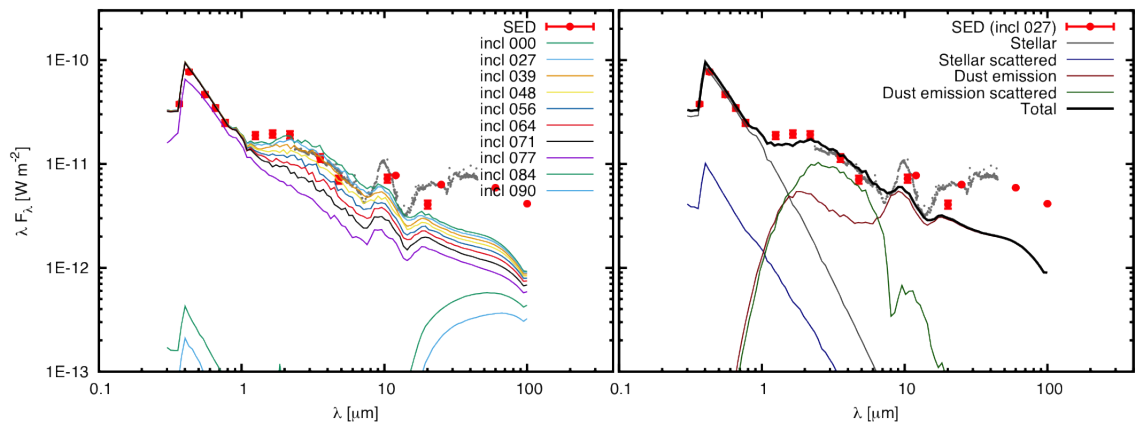 SED
incl 000
incl 027
incl 039
incl 048
incl 056
incl 064
incl 071
incl 077
incl 084
incl 090
λ Fλ [W m-2]
1E-10
1E-11
1E-12
1E-13
0.1 1 10 100
λ [µm]
SED (incl 027)
Stellar
Stellar scattered
Dust emission
Dust emission scattered
Total
0.1 1 10 100
λ [µm]